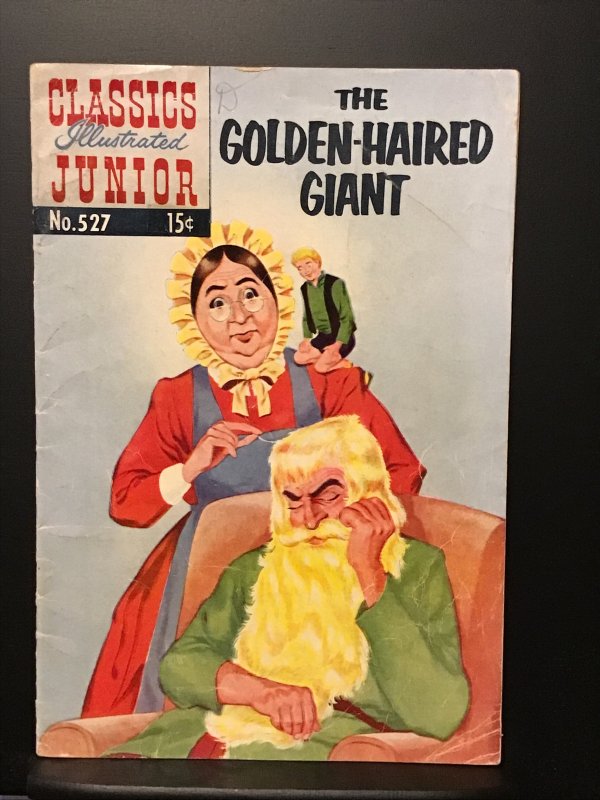 CLASSICS
Illustrated
JUNIOR
No.527 15¢
D
THE
GOLDEN-HAIRED
GIANT